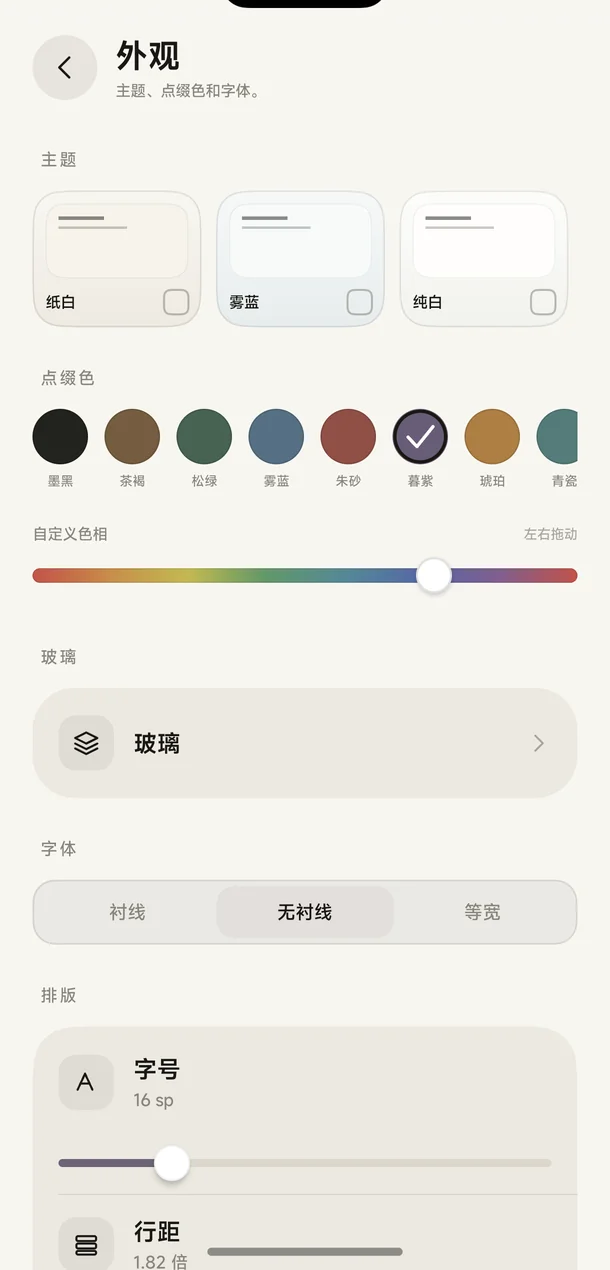 外观
主题、点缀色和字体。
主题
纸白
雾蓝
纯白
点缀色
墨黑 茶褐 松绿 雾蓝 朱砂 暮紫 琥珀 青瓷
自定义色相 左右拖动
玻璃
玻璃
字体
衬线 无衬线 等宽
排版
字号
16 sp
行距
1.82 倍